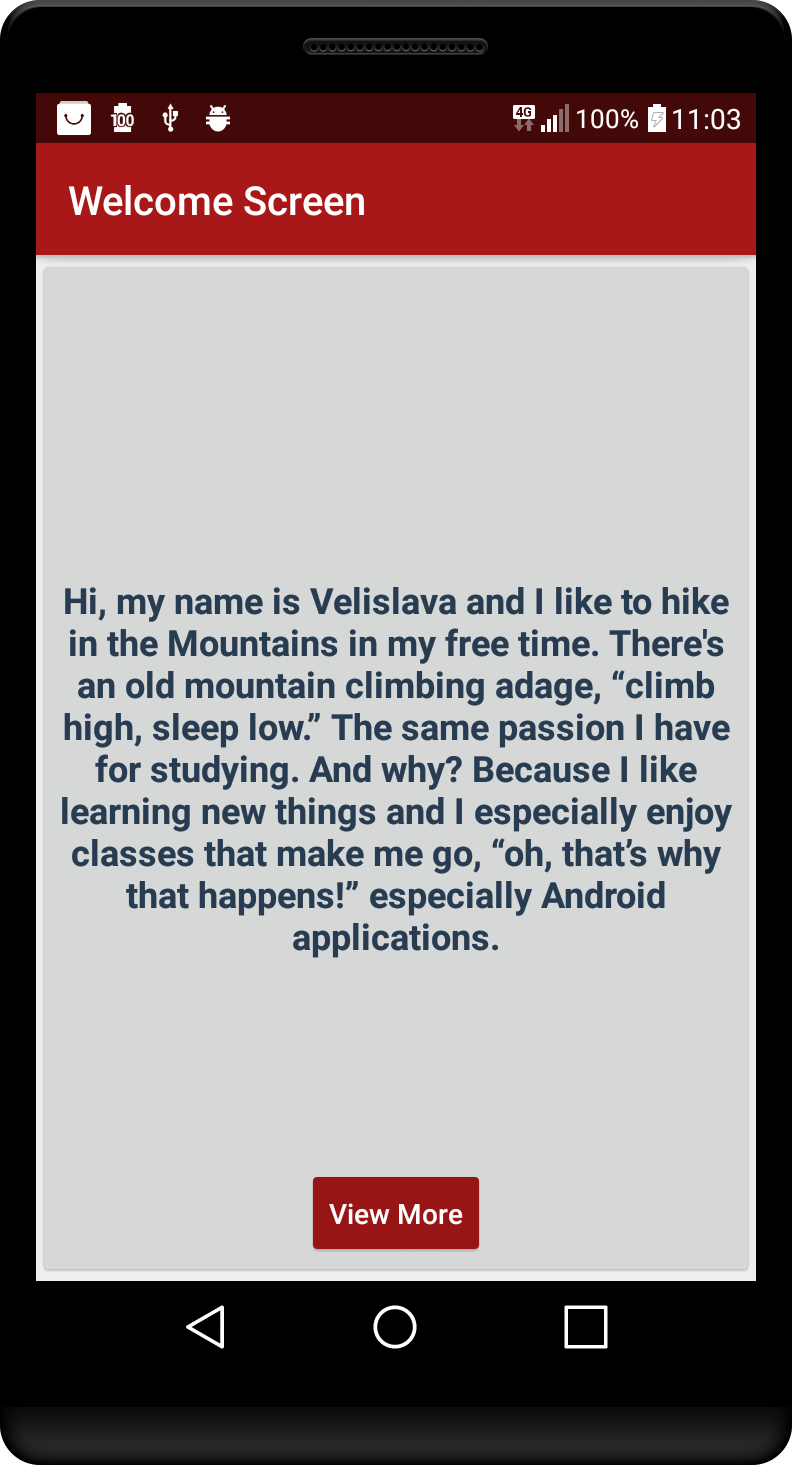 100 4G 100% 11:03
Welcome Screen
Hi, my name is Velislava and I like to hike
in the Mountains in my free time. There's
an old mountain climbing adage, “climb
high, sleep low.” The same passion I have
for studying. And why? Because I like
learning new things and I especially enjoy
classes that make me go, “oh, that’s why
that happens!” especially Android
applications.
View More